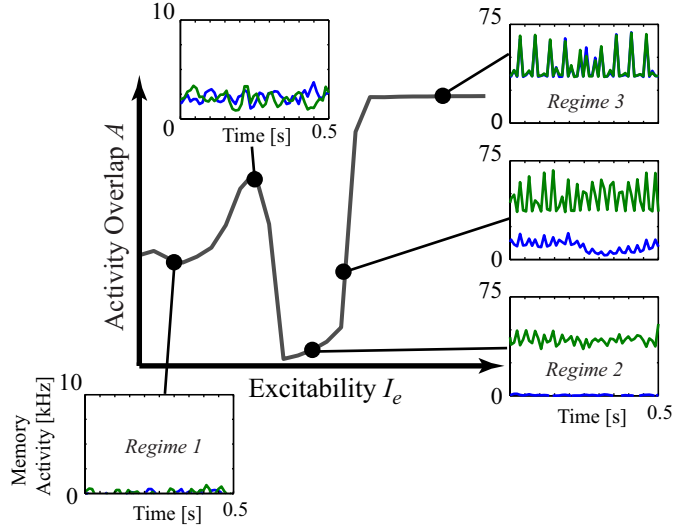 10
0
Time [s]
0.5
75
Regime 3
0
75
0
75
Regime 2
0
Time [s]
0.5
Activity Overlap A
Excitability Ie
10
Memory
Activity [kHz]
Regime 1
0
Time [s]
0.5